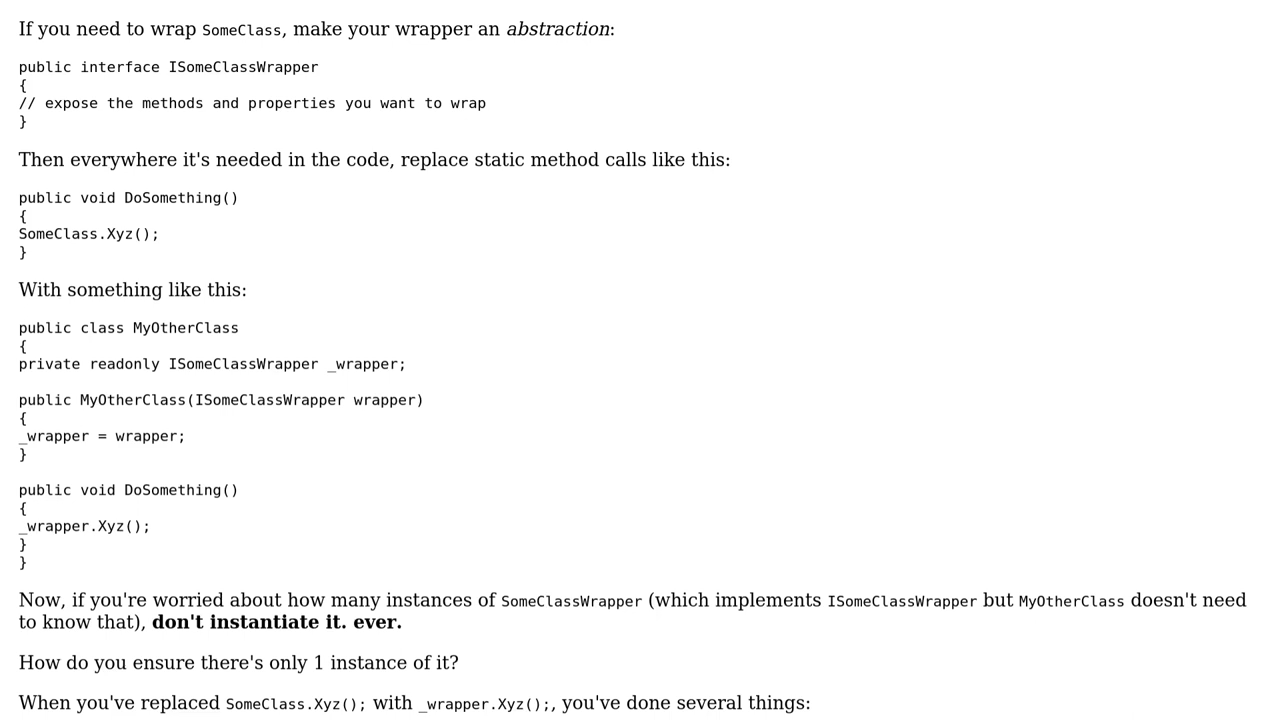 If you need to wrap SomeClass, make your wrapper an abstraction:
public interface ISomeClassWrapper
{
// expose the methods and properties you want to wrap
}
Then everywhere it's needed in the code, replace static method calls like this:
public void DoSomething()
{
SomeClass.Xyz();
}
With something like this:
public class MyOtherClass
{
private readonly ISomeClassWrapper _wrapper;
public MyOtherClass(ISomeClassWrapper wrapper)
{
_wrapper = wrapper;
}
public void DoSomething()
{
_wrapper.Xyz();
}
}
Now, if you're worried about how many instances of SomeClassWrapper (which implements ISomeClassWrapper but MyOtherClass doesn't need
to know that), don't instantiate it. ever.
How do you ensure there's only 1 instance of it?
When you've replaced SomeClass.Xyz(); with _wrapper.Xyz();, you've done several things: